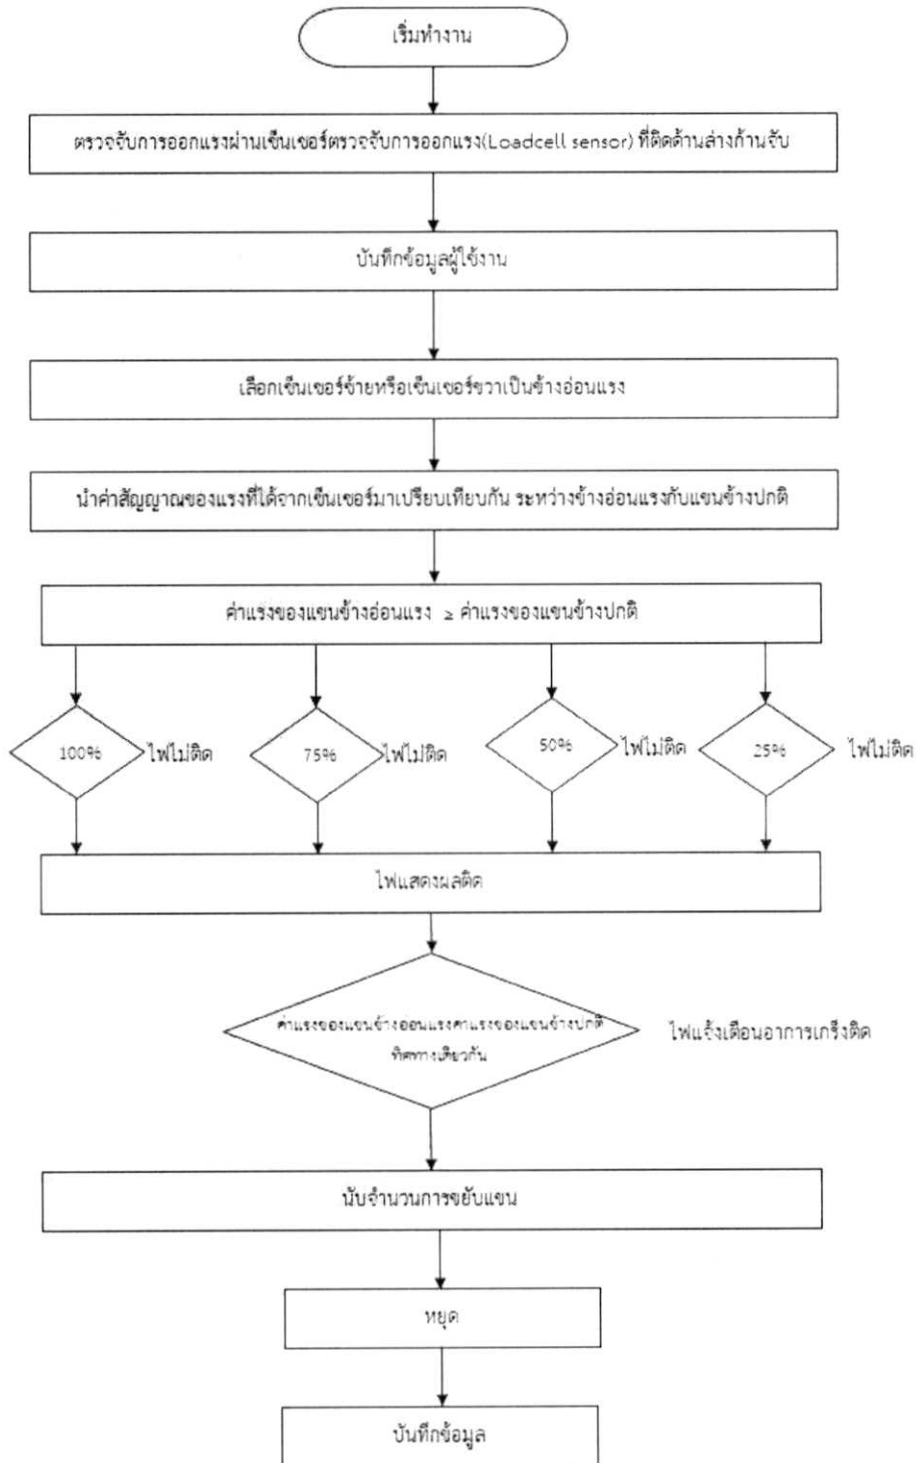 เริ่มทำงาน
ตรวจจับการออกแรงผ่านเซ็นเซอร์ตรวจจับการออกแรง(Loadcell sensor) ที่ติดด้านล่างก้านจับ
บันทึกข้อมูลผู้ใช้งาน
เลือกเซ็นเซอร์ซ้ายหรือเซ็นเซอร์ขวาเป็นข้างอ่อนแรง
นำค่าสัญญาณของแรงที่ได้จากเซ็นเซอร์มาเปรียบเทียบกัน ระหว่างข้างอ่อนแรงกับแขนข้างปกติ
ค่าแรงของแขนข้างอ่อนแรง ≥ ค่าแรงของแขนข้างปกติ
100% ไฟไม่ติด 75% ไฟไม่ติด 50% ไฟไม่ติด 25% ไฟไม่ติด
ไฟแสดงผลติด
ค่าแรงของแขนข้างอ่อนแรงค่าแรงของแขนข้างปกติ
ทิศทางเดียวกัน
ไฟแจ้งเตือนอาการเกร็งติด
นับจำนวนการขยับแขน
หยุด
บันทึกข้อมูล